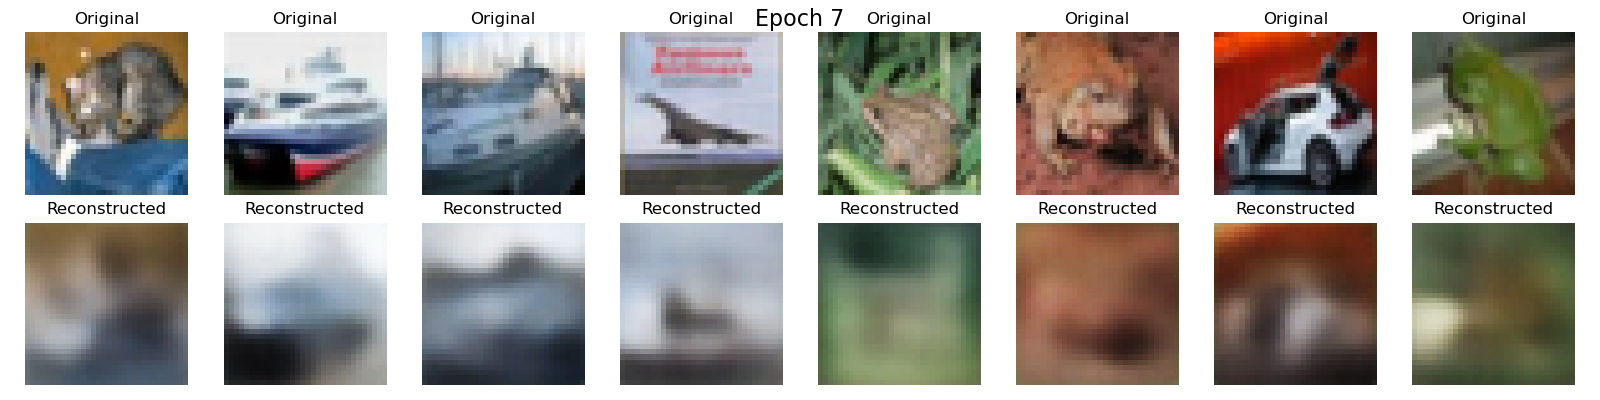 Epoch 7
Original Original Original Original Original Original Original Original
Reconstructed Reconstructed Reconstructed Reconstructed Reconstructed Reconstructed Reconstructed Reconstructed